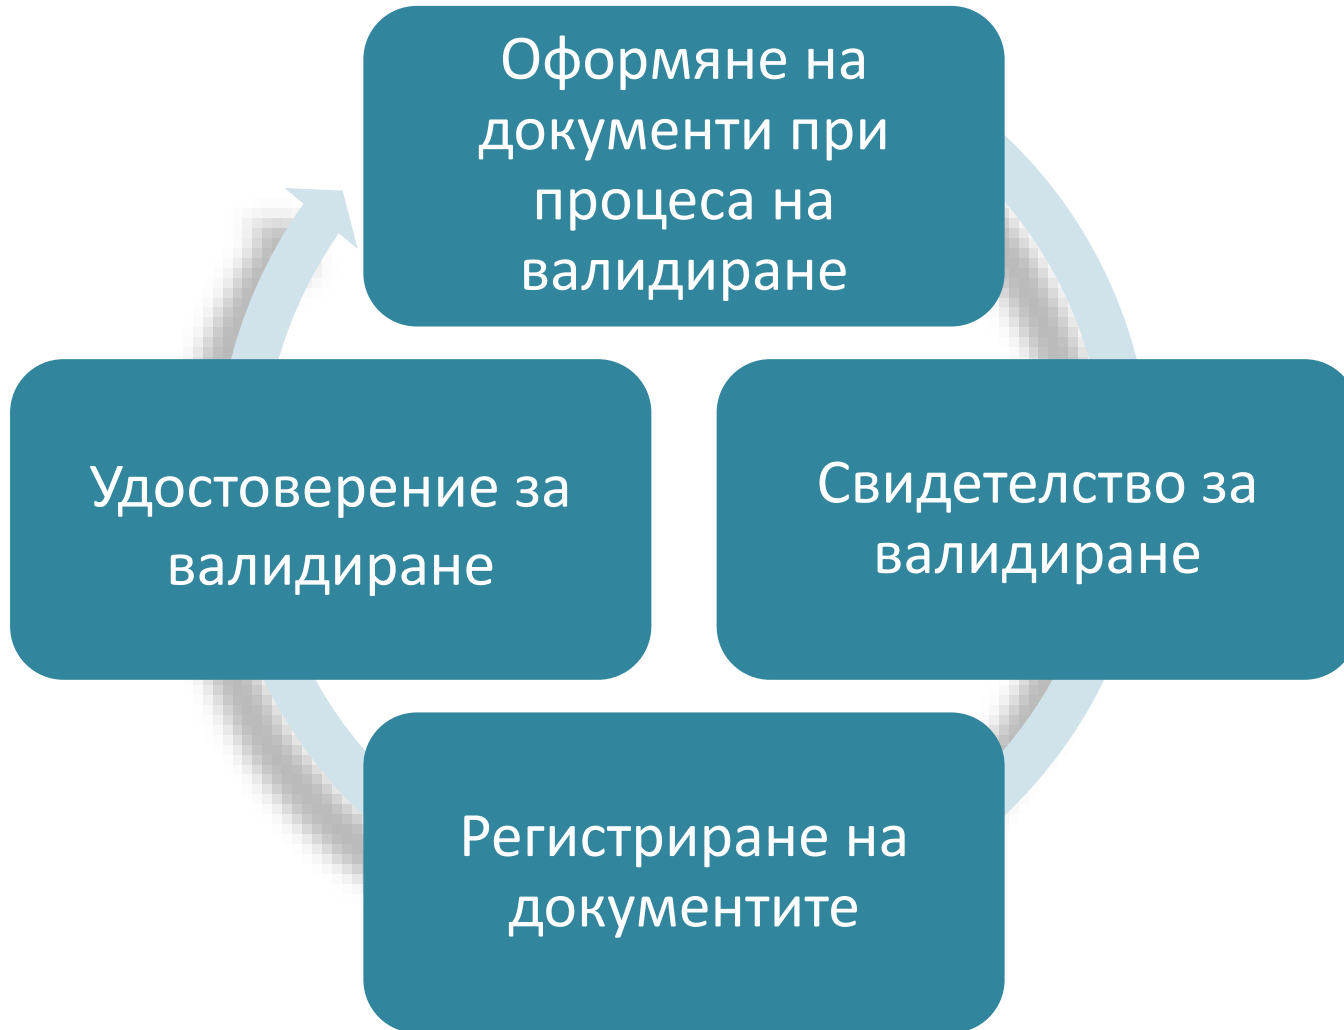 Оформяне на
документи при
процеса на
валидиране
Удостоверение за
валидиране
Свидетелство за
валидиране
Регистриране на
документите